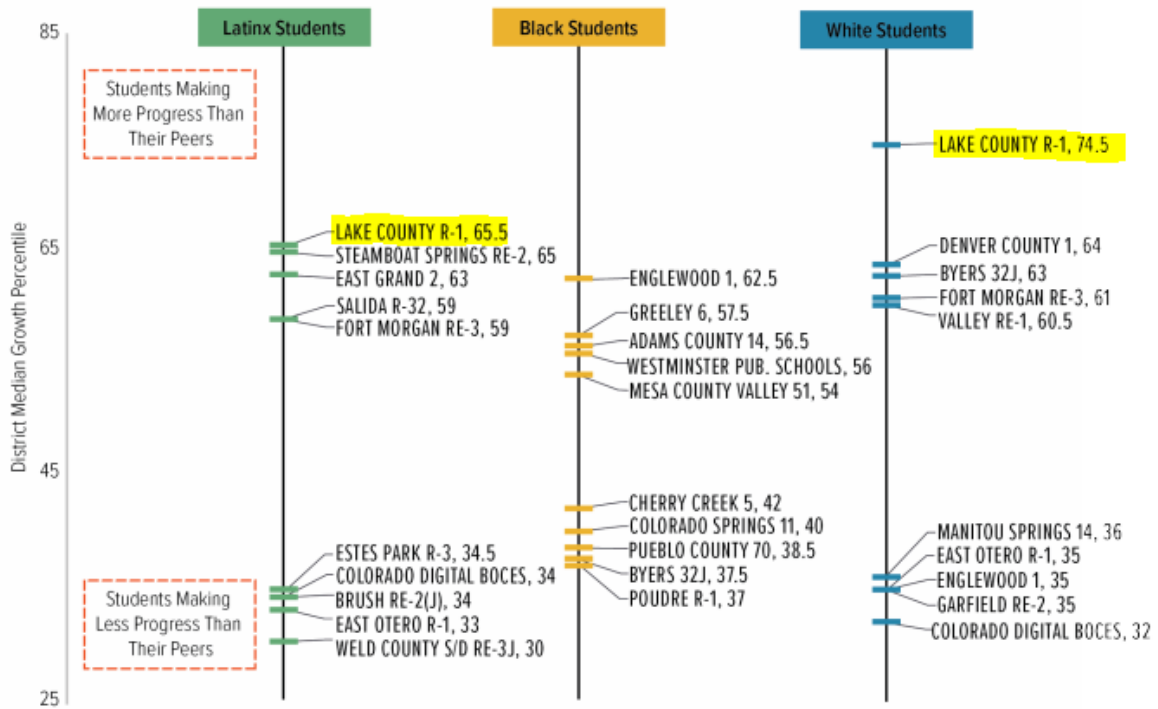 Latinx Students
Black Students
White Students
85
Students Making
More Progress Than
Their Peers
LAKE COUNTY R-1, 74.5
District Median Growth Percentile
65
LAKE COUNTY R-1, 65.5
STEAMBOAT SPRINGS RE-2, 65
EAST GRAND 2, 63
SALIDA R-32, 59
FORT MORGAN RE-3, 59
ENGLEWOOD 1, 62.5
GREELEY 6, 57.5
ADAMS COUNTY 14, 56.5
WESTMINSTER PUB. SCHOOLS, 56
MESA COUNTY VALLEY 51, 54
DENVER COUNTY 1, 64
BYERS 32J, 63
FORT MORGAN RE-3, 61
VALLEY RE-1, 60.5
45
ESTES PARK R-3, 34.5
COLORADO DIGITAL BOCES, 34
BRUSH RE-2(J), 34
EAST OTERO R-1, 33
WELD COUNTY S/D RE-3J, 30
CHERRY CREEK 5, 42
COLORADO SPRINGS 11, 40
PUEBLO COUNTY 70, 38.5
BYERS 32J, 37.5
POUDRE R-1, 37
MANITOU SPRINGS 14, 36
EAST OTERO R-1, 35
ENGLEWOOD 1, 35
GARFIELD RE-2, 35
COLORADO DIGITAL BOCES, 32
Students Making
Less Progress Than
Their Peers
25